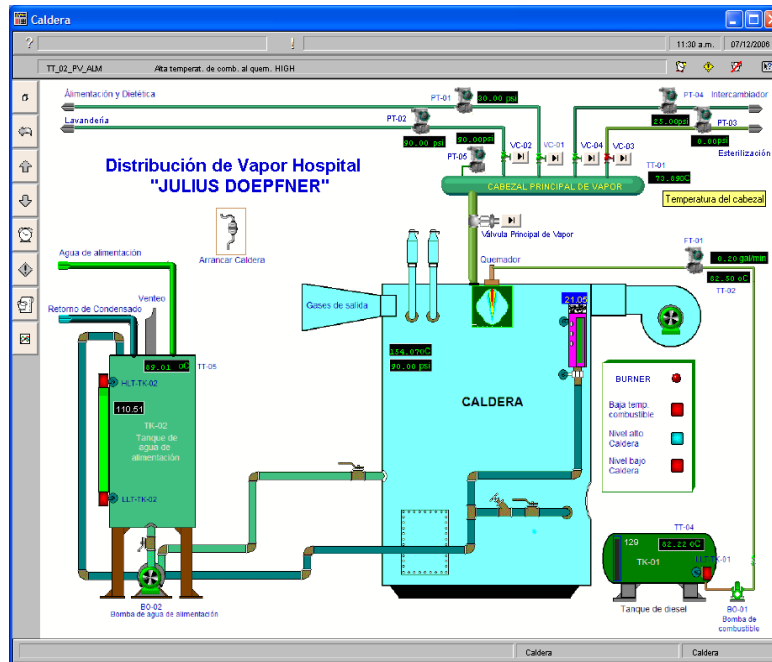 Caldera
?
!
11:30 a.m.
07/12/2006
TT_02_PV_ALM
Alta temperat. de comb. al quem. HIGH
Alimentación y Dietética
PT-01
30.00 psi
PT-04
Intercambiador
Lavandería
PT-02
90.00 psi
25.00psi
PT-03
0.00psi
Esterilización
90.00psi
PT-05
VC-02
VC-01
VC-04
VC-03
Distribución de Vapor Hospital
"JULIUS DOEPFNER"
CABEZAL PRINCIPAL DE VAPOR
TT-01
Temperatura del cabezal
Arrancar Caldera
Válvula Principal de Vapor
Agua de alimentación
Quemador
FT-01
0.20 gal/min
82.50 oC
TT-02
Venteo
Retorno de Condensado
Gases de salida
21.05
89.01 oC
TT-05
154.07oC
90.00 psi
HLT-TK-02
110.51
TK-02
Tanque de
agua de
alimentación
LLT-TK-02
CALDERA
BURNER
Baja temp.
combustible
Nivel alto
Caldera
Nivel bajo
Caldera
TT-04
129
82.22 oC
LLT-TK-01
TK-01
Tanque de diesel
BO-01
Bomba de
combustible
BO-02
Bomba de agua de alimentación
Caldera
Caldera